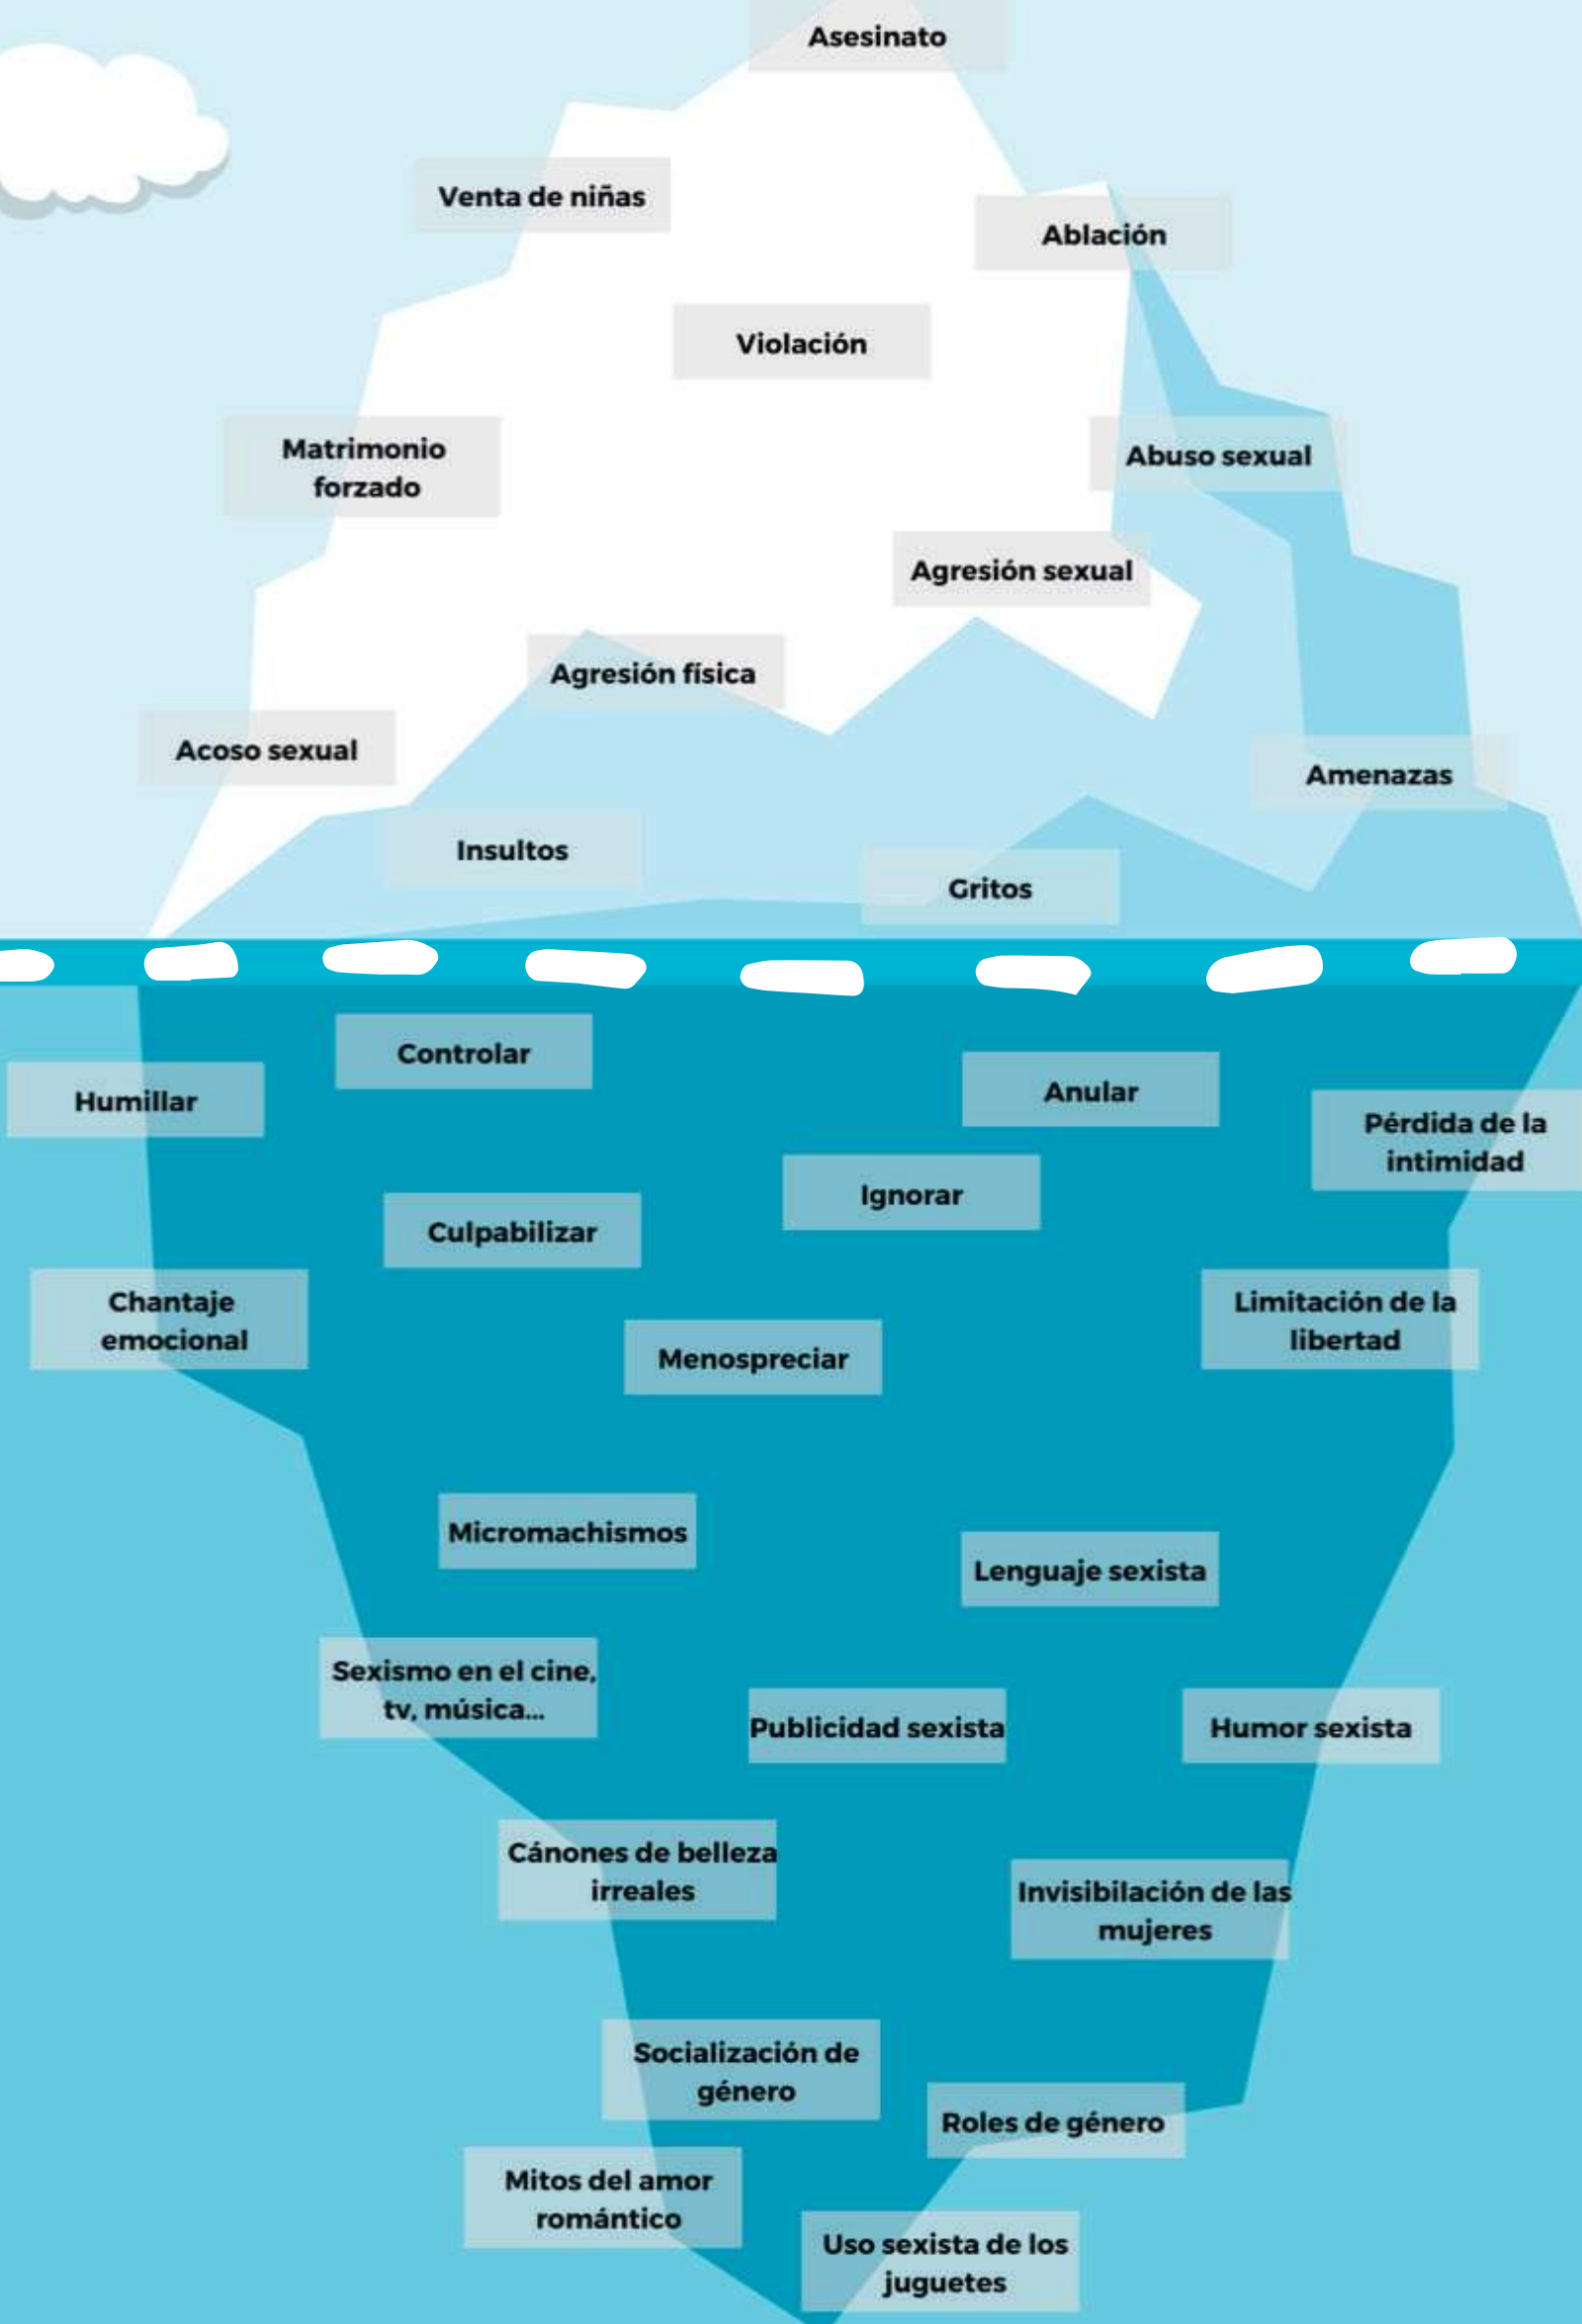 Asesinato
Venta de niñas
Ablación
Violación
Matrimonio
forzado
Abuso sexual
Agresión sexual
Agresión física
Acoso sexual
Amenazas
Insultos
Gritos
Controlar
Humillar
Anular
Pérdida de la
intimidad
Ignorar
Culpabilizar
Chantaje
emocional
Limitación de la
libertad
Menospreciar
Micromachismos
Lenguaje sexista
Sexismo en el cine,
tv, música...
Publicidad sexista
Humor sexista
Cánones de belleza
irreales
Invisibilación de las
mujeres
Socialización de
género
Roles de género
Mitos del amor
romántico
Uso sexista de los
juguetes